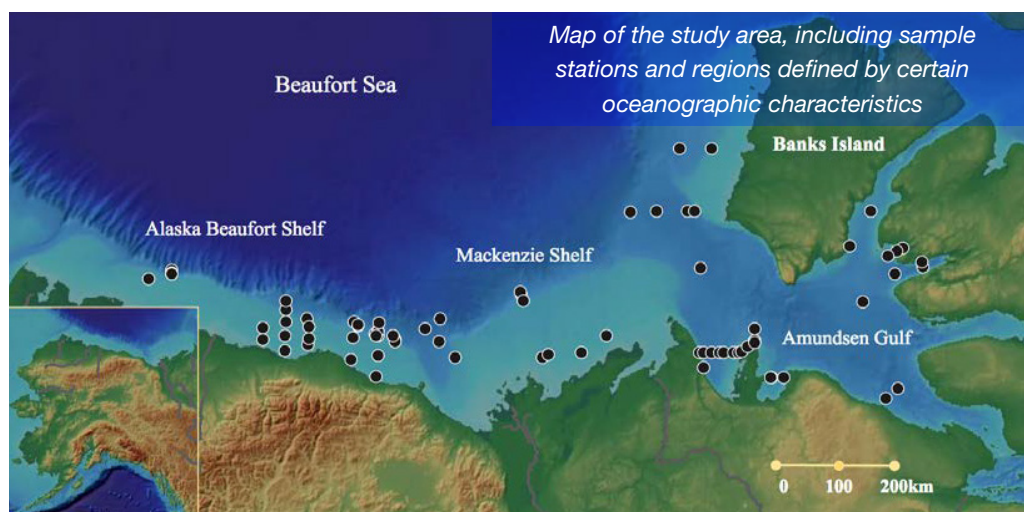 Map of the study area, including sample
stations and regions defined by certain
oceanographic characteristics
Beaufort Sea
Banks Island
Alaska Beaufort Shelf
Mackenzie Shelf
Amundsen Gulf
0 100 200km